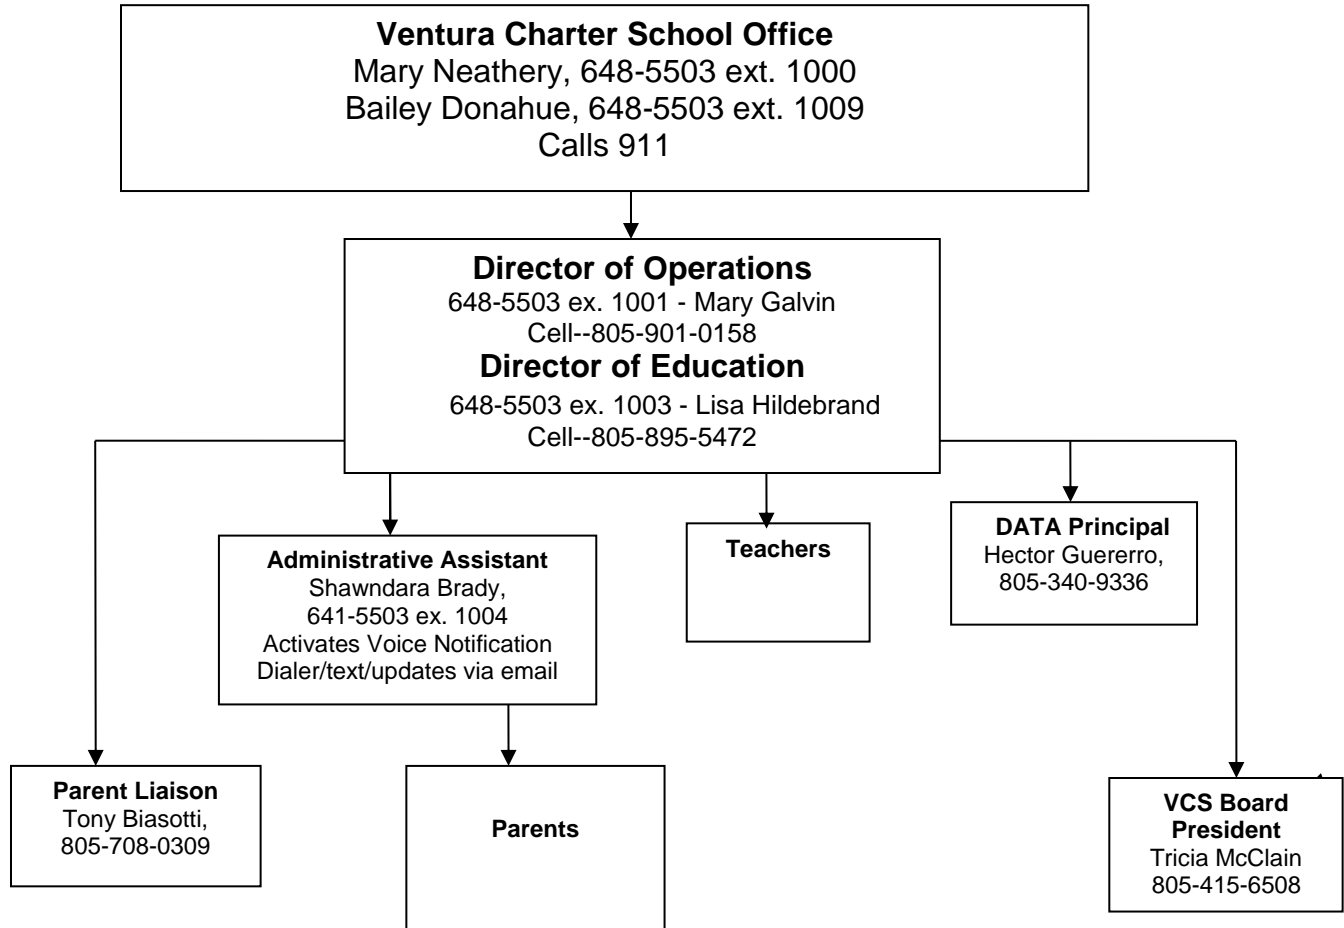 Ventura Charter School Office
Mary Neathery, 648-5503 ext. 1000
Bailey Donahue, 648-5503 ext. 1009
Calls 911
Director of Operations
648-5503 ex. 1001 - Mary Galvin
Cell--805-901-0158
Director of Education
648-5503 ex. 1003 - Lisa Hildebrand
Cell--805-895-5472
Administrative Assistant
Shawndara Brady,
641-5503 ex. 1004
Activates Voice Notification
Dialer/text/updates via email
Teachers
DATA Principal
Hector Guererro,
805-340-9336
Parent Liaison
Tony Biasotti,
805-708-0309
Parents
VCS Board
President
Tricia McClain
805-415-6508